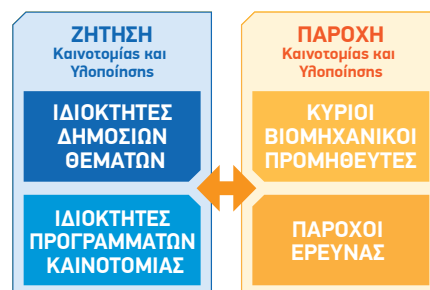 ΖΗΤΗΣΗ
Καινοτομίας και
Υλοποίησης
ΙΔΙΟΚΤΗΤΕΣ
ΔΗΜΟΣΙΩΝ
ΘΕΜΑΤΩΝ
ΙΔΙΟΚΤΗΤΕΣ
ΠΡΟΓΡΑΜΜΑΤΩΝ
ΚΑΙΝΟΤΟΜΙΑΣ
ΠΑΡΟΧΗ
Καινοτομίας και
Υλοποίησης
ΚΥΡΙΟΙ
ΒΙΟΜΗΧΑΝΙΚΟΙ
ΠΡΟΜΗΘΕΥΤΕΣ
ΠΑΡΟΧΟΙ
ΕΡΕΥΝΑΣ